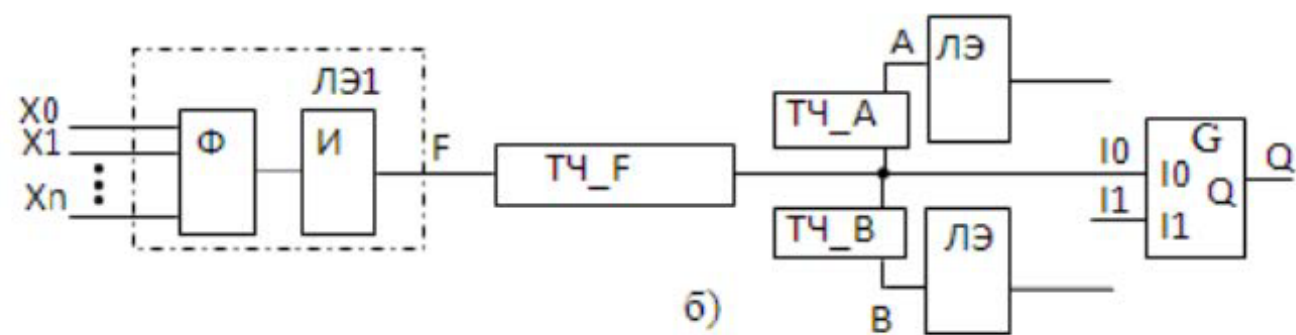 ЛЭ1
X0
X1
Xn
Ф
И
F
ТЧ_F
A
ЛЭ
ТЧ_A
ТЧ_B
ЛЭ
B
I0
I1
G
I0
Q
I1
Q
б)